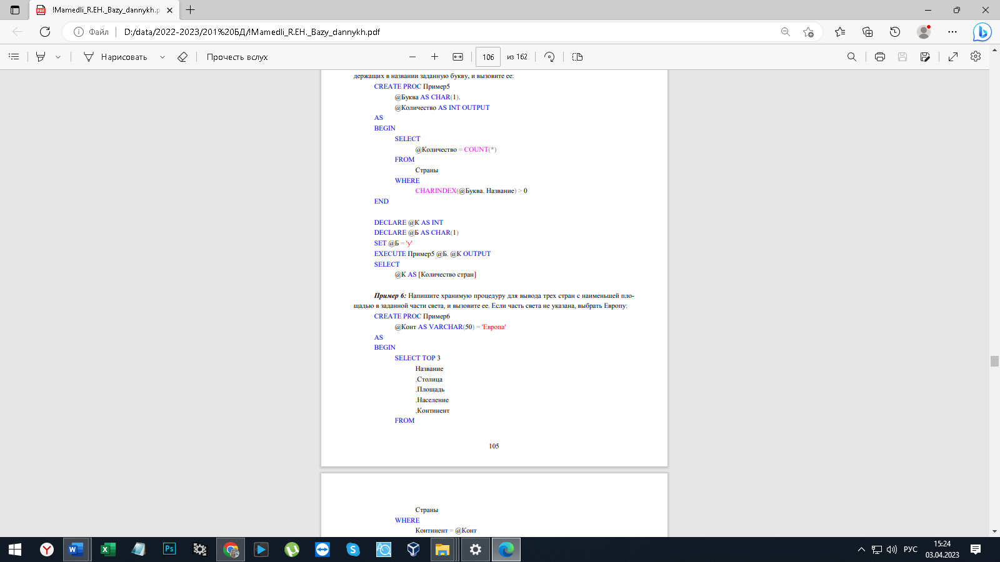 !Mamedli_R.EH._Bazy_dannykh.p
Файл
D:/data/2022-2023/201%20БД/!Mamedli_R.EH._Bazy_dannykh.pdf
Нарисовать
Прочесть вслух
106
из 162
держащих в названии заданную букву, и вызовите ее:
CREATE PROC Пример5
@Буква AS CHAR(1),
@Количество AS INT OUTPUT
AS
BEGIN
SELECT
@Количество = COUNT(*)
FROM
Страны
WHERE
CHARINDEX(@Буква, Название) > 0
END
DECLARE @К AS INT
DECLARE @Б AS CHAR(1)
SET @Б = 'у'
EXECUTE Пример5 @Б, @К OUTPUT
SELECT
@К AS [Количество стран]
Пример 6: Напишите хранимую процедуру для вывода трех стран с наименьшей пло-
щадью в заданной части света, и вызовите ее. Если часть света не указана, выбрать Европу:
CREATE PROC Пример6
@Конт AS VARCHAR(50) = 'Европа'
AS
BEGIN
SELECT TOP 3
Название
,Столица
,Площадь
,Население
,Континент
FROM
105
Страны
WHERE
Континент = @Конт
РУС
15:24
03.04.2023